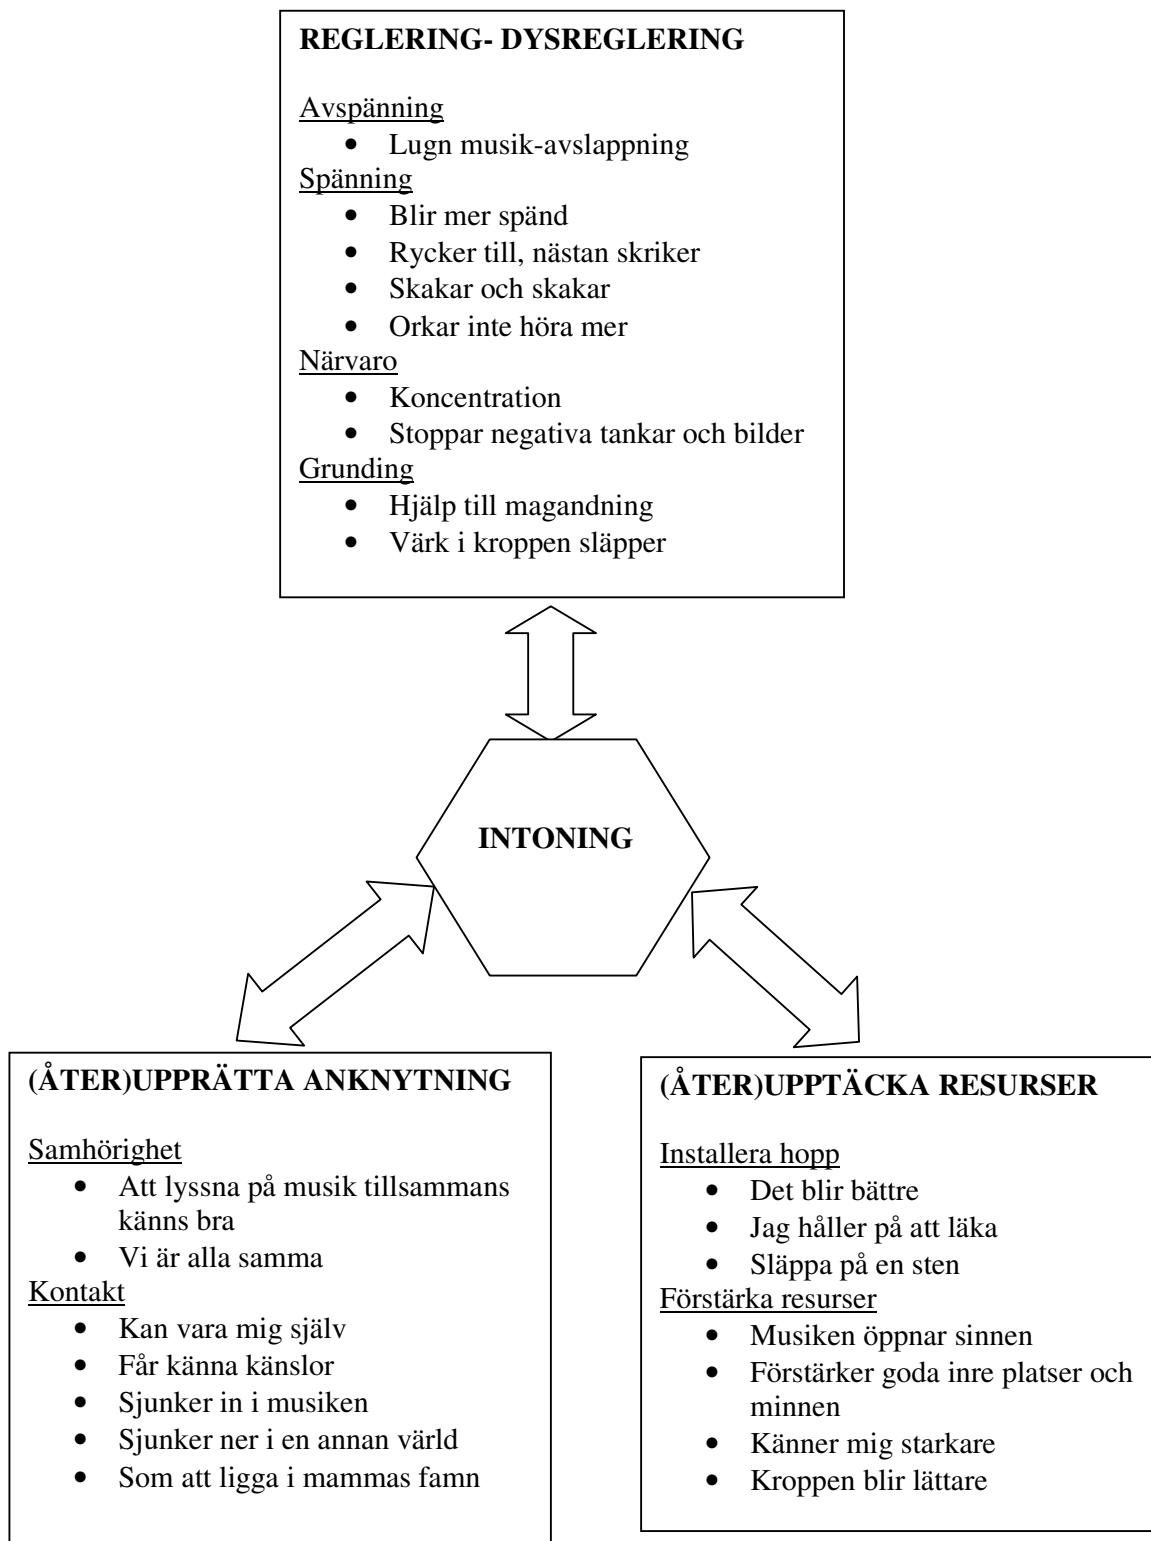 REGLERING- DYSREGLERING
Avspänning
• Lugn musik-avslappning
Spänning
• Blir mer spänd
• Rycker till, nästan skriker
• Skakar och skakar
• Orkar inte höra mer
Närvaro
• Koncentration
• Stoppar negativa tankar och bilder
Grunding
• Hjälp till magandning
• Värk i kroppen släpper
INTONING
(ÅTER)UPPRÄTTA ANKNYTNING
Samhörighet
• Att lyssna på musik tillsammans
känns bra
• Vi är alla samma
Kontakt
• Kan vara mig själv
• Får känna känslor
• Sjunker in i musiken
• Sjunker ner i en annan värld
• Som att ligga i mammas famn
(ÅTER)UPPTÄCKA RESURSER
Installera hopp
• Det blir bättre
• Jag håller på att läka
• Släppa på en sten
Förstärka resurser
• Musiken öppnar sinnen
• Förstärker goda inre platser och
minnen
• Känner mig starkare
• Kroppen blir lättare